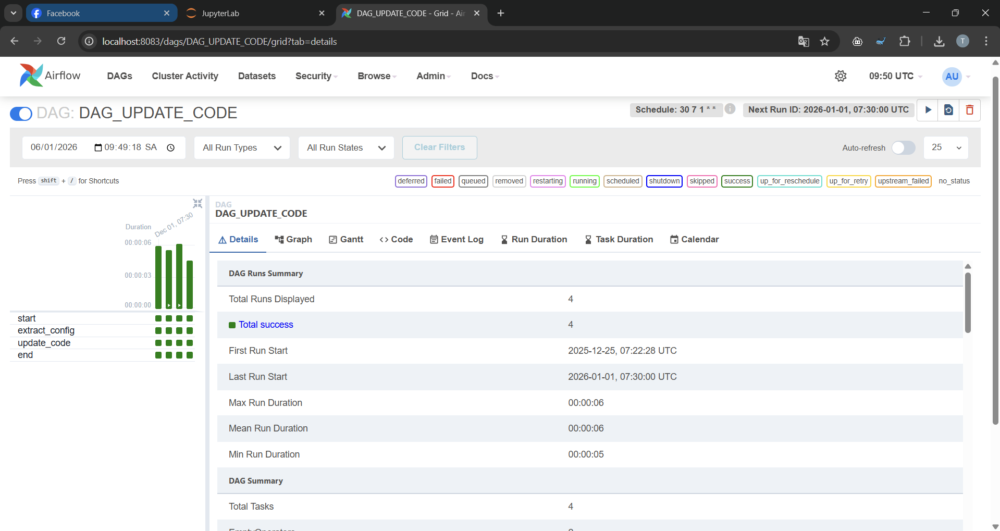 Facebook
JupyterLab
DAG_UPDATE_CODE - Grid - Air
localhost:8083/dags/DAG_UPDATE_CODE/grid?tab=details
T
Airflow
DAGs
Cluster Activity
Datasets
Security
Browse
Admin
Docs
09:50 UTC
AU
DAG: DAG_UPDATE_CODE
Schedule: 30 7 1 * *
Next Run ID: 2026-01-01, 07:30:00 UTC
06/01/2026 09:49:18 SA
All Run Types
All Run States
Clear Filters
Auto-refresh
25
Press shift + / for Shortcuts
deferred
failed
queued
removed
restarting
running
scheduled
shutdown
skipped
success
up_for_reschedule
up_for_retry
upstream_failed
no_status
Duration
Dec 01, 07:30
00:00:06
00:00:03
00:00:00
start
extract_config
update_code
end
DAG
DAG_UPDATE_CODE
Details
Graph
Gantt
Code
Event Log
Run Duration
Task Duration
Calendar
DAG Runs Summary
Total Runs Displayed 4
Total success 4
First Run Start 2025-12-25, 07:22:28 UTC
Last Run Start 2026-01-01, 07:30:00 UTC
Max Run Duration 00:00:06
Mean Run Duration 00:00:06
Min Run Duration 00:00:05
DAG Summary
Total Tasks 4